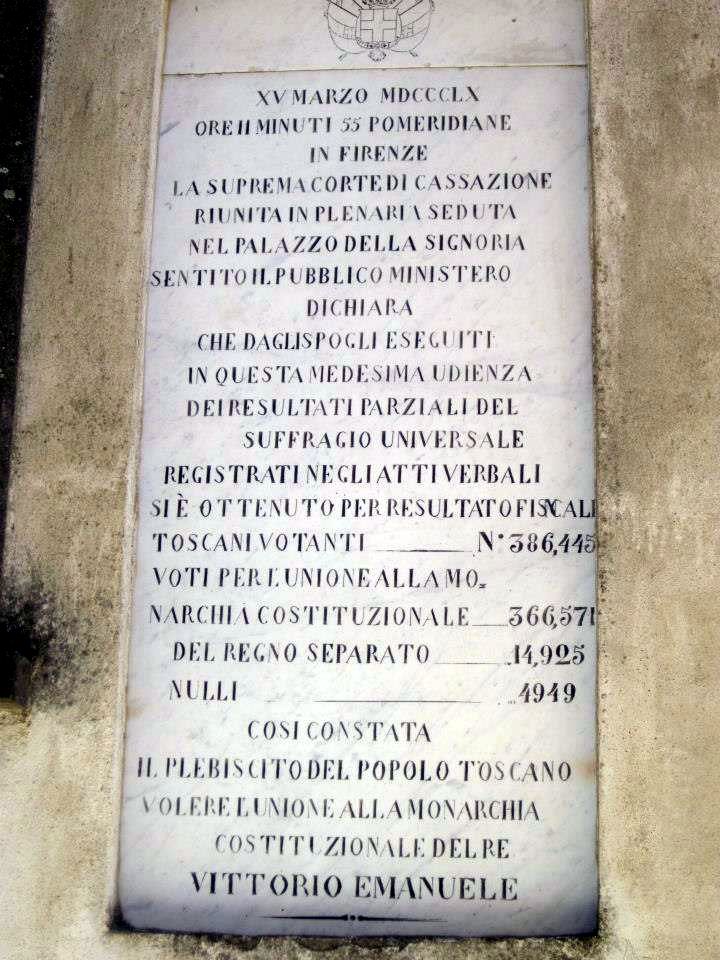 XV MARZO MDCCCLX
ORE 11 MINUTI 55 POMERIDIANE
IN FIRENZE
LA SUPREMA CORTE DI CASSAZIONE
RIUNITA IN PLENARIA SEDUTA
NEL PALAZZO DELLA SIGNORIA
SENTITO IL PUBBLICO MINISTERO
DICHIARA
CHE DAGLI SPOGLI ESEGUITI
IN QUESTA MEDESIMA UDIENZA
DEI RESULTATI PARZIALI DEL
SUFFRAGIO UNIVERSALE
REGISTRATI NEGLI ATTI VERBALI
SI È OTTENUTO PER RESULTATO FISCALE
TOSCANI VOTANTI N. 386,445
VOTI PER L'UNIONE ALLA MO=
NARCHIA COSTITUZIONALE 366,571
DEL REGNO SEPARATO 14,925
NULLI 4949
COSI CONSTATA
IL PLEBISCITO DEL POPOLO TOSCANO
VOLERE L'UNIONE ALLA MONARCHIA
COSTITUZIONALE DEL RE
VITTORIO EMANUELE